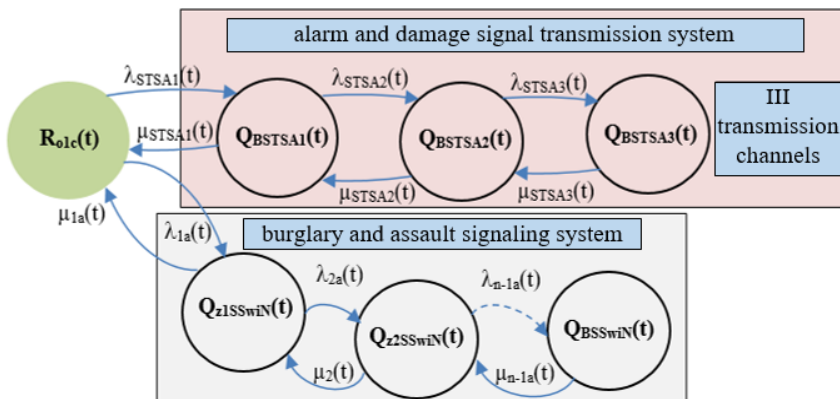 alarm and damage signal transmission system
λSTSA1(t)
λSTSA2(t)
λSTSA3(t)
III
transmission
channels
Ro1c(t)
μSTSA1(t)
QBSTSA1(t)
QBSTSA2(t)
QBSTSA3(t)
μSTSA2(t)
μSTSA3(t)
μ1a(t)
λ1a(t)
burglary and assault signaling system
λ2a(t)
λn-1a(t)
Qz1SSwiN(t)
Qz2SSwiN(t)
QBSSwiN(t)
μ2(t)
μn-1a(t)